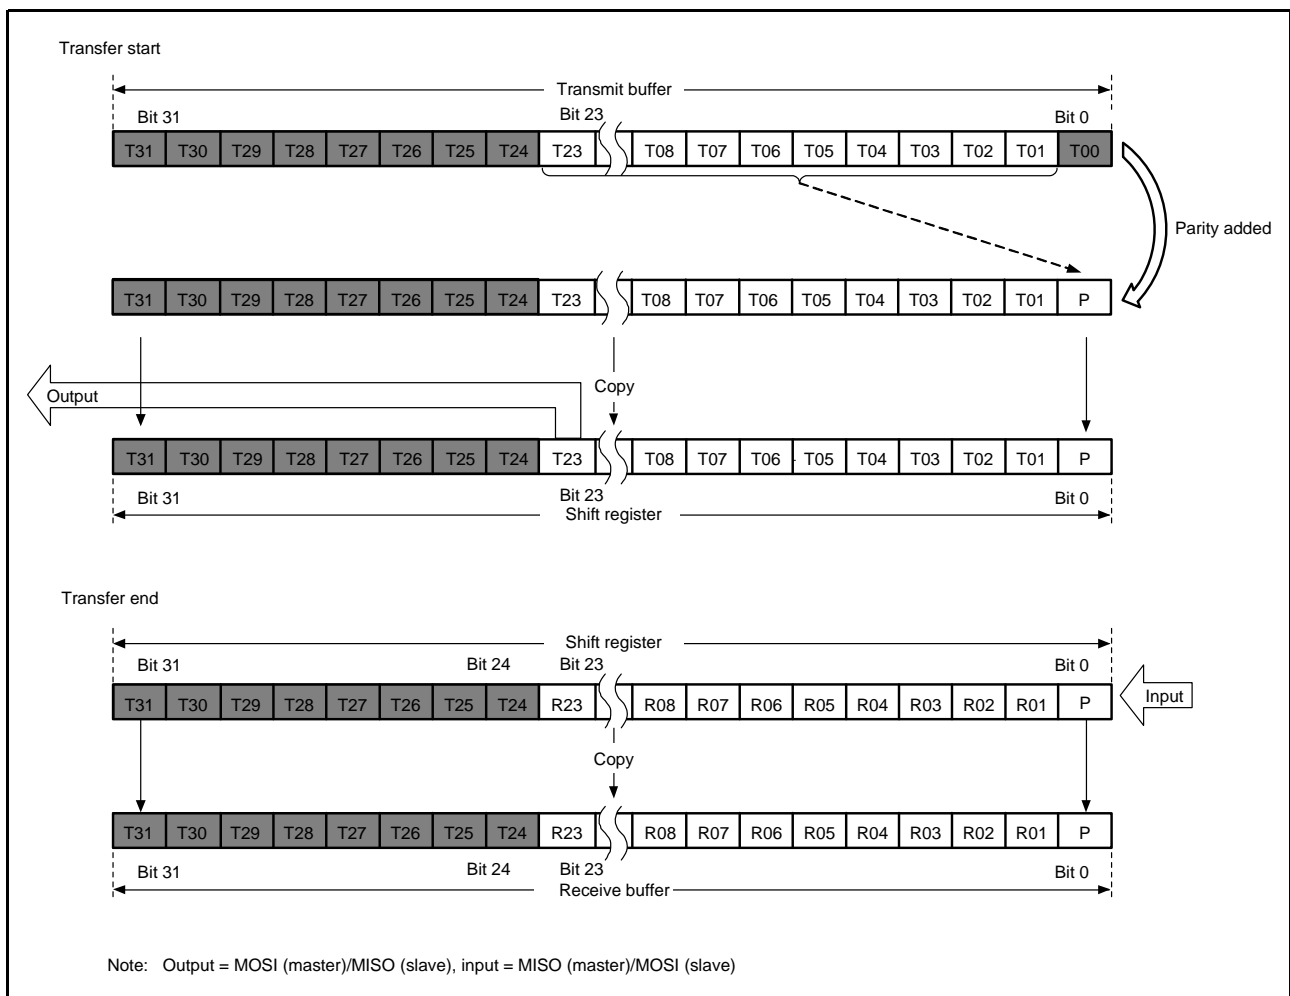 Transfer start
Transmit buffer
Bit 31 Bit 23 Bit 0
T31 T30 T29 T28 T27 T26 T25 T24 T23 T08 T07 T06 T05 T04 T03 T02 T01 T00
Parity added
T31 T30 T29 T28 T27 T26 T25 T24 T23 T08 T07 T06 T05 T04 T03 T02 T01 P
Output Copy
T31 T30 T29 T28 T27 T26 T25 T24 T23 T08 T07 T06 T05 T04 T03 T02 T01 P
Bit 31 Bit 23 Bit 0
Shift register
Transfer end
Shift register
Bit 31 Bit 24 Bit 23 Bit 0
T31 T30 T29 T28 T27 T26 T25 T24 R23 R08 R07 R06 R05 R04 R03 R02 R01 P Input
Copy
T31 T30 T29 T28 T27 T26 T25 T24 R23 R08 R07 R06 R05 R04 R03 R02 R01 P
Bit 31 Bit 24 Bit 23 Bit 0
Receive buffer
Note: Output = MOSI (master)/MISO (slave), input = MISO (master)/MOSI (slave)